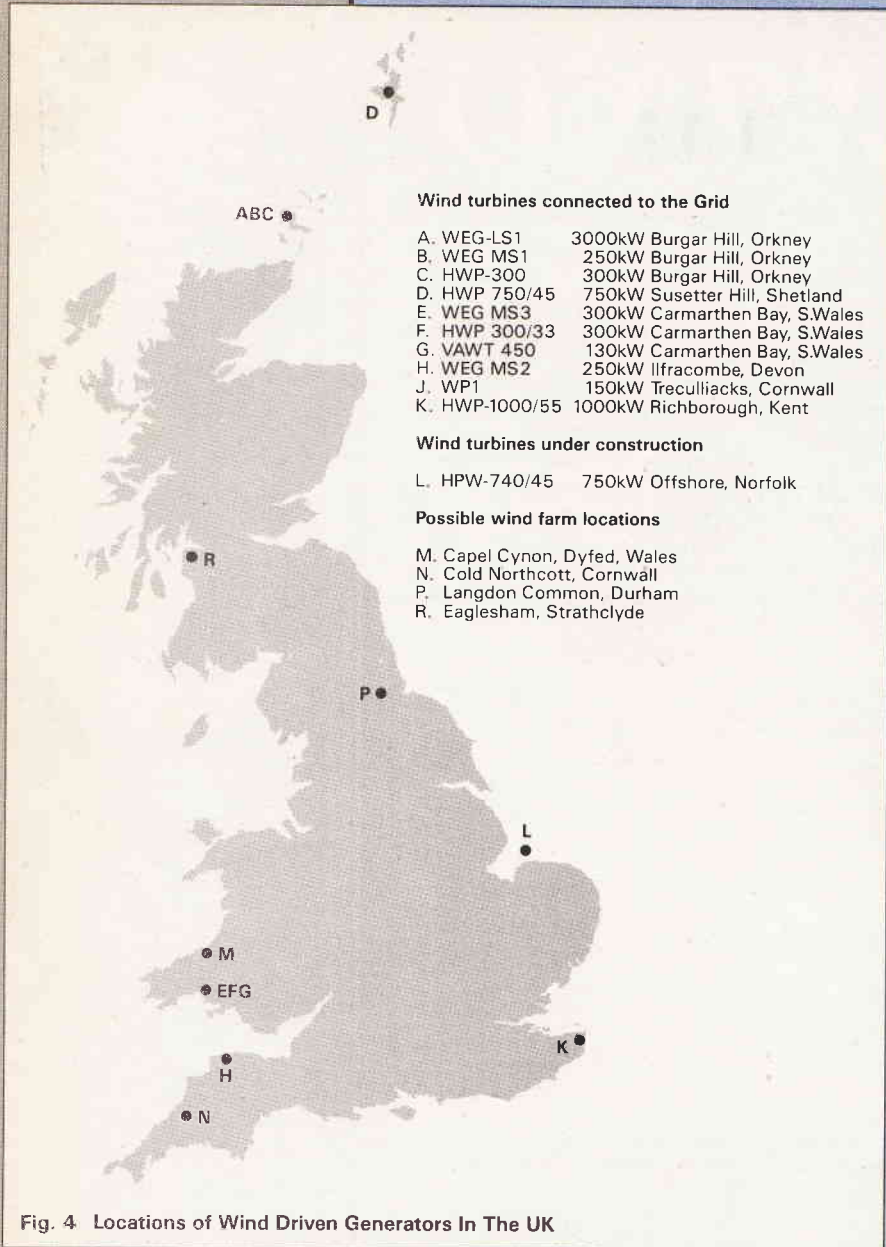 D
ABC
Wind turbines connected to the Grid
A. WEG-LS1 3000kW Burgar Hill, Orkney
B. WEG MS1 250kW Burgar Hill, Orkney
C. HWP-300 300kW Burgar Hill, Orkney
D. HWP 750/45 750kW Susetter Hill, Shetland
E. WEG MS3 300kW Carmarthen Bay, S.Wales
F. HWP 300/33 300kW Carmarthen Bay, S.Wales
G. VAWT 450 130kW Carmarthen Bay, S.Wales
H. WEG MS2 250kW Ilfracombe, Devon
J. WP1 150kW Treculliacks, Cornwall
K. HWP-1000/55 1000kW Richborough, Kent
Wind turbines under construction
L. HPW-740/45 750kW Offshore, Norfolk
Possible wind farm locations
M. Capel Cynon, Dyfed, Wales
N. Cold Northcott, Cornwall
P. Langdon Common, Durham
R. Eaglesham, Strathclyde
R
P
L
M
EFG
K
H
N
Fig. 4 Locations of Wind Driven Generators In The UK